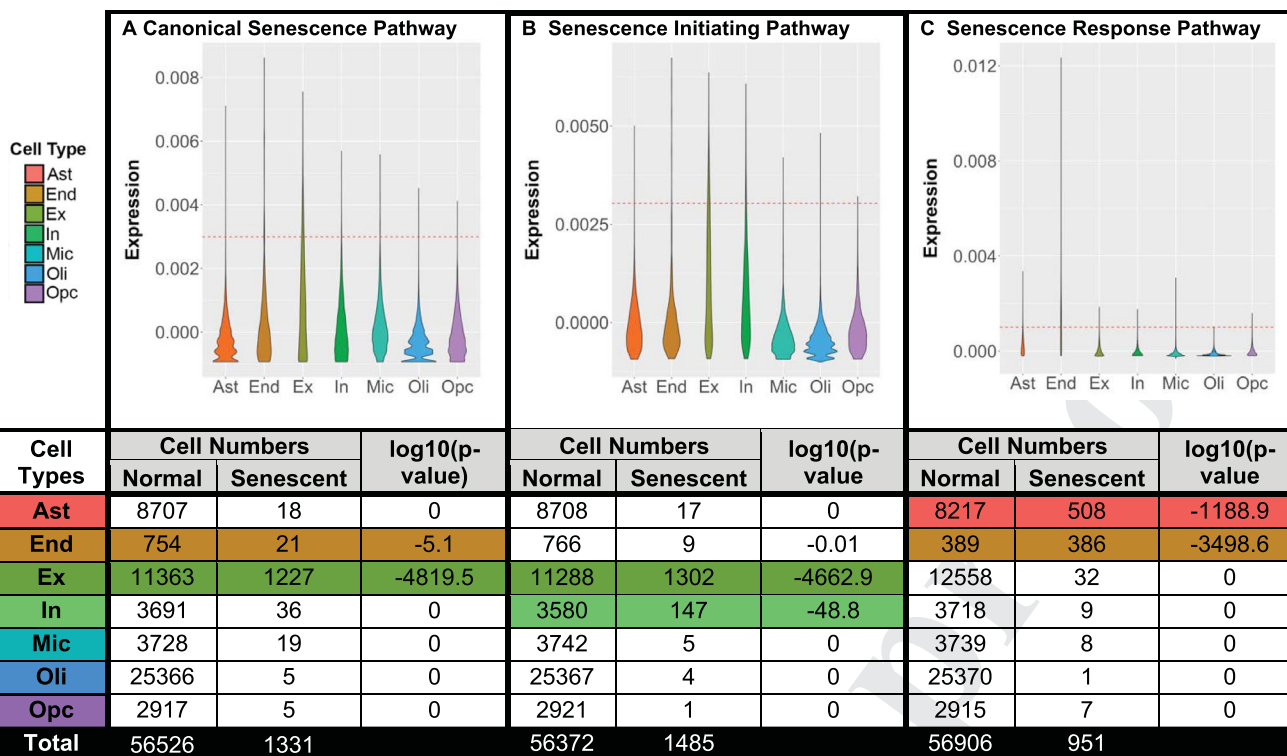 A Canonical Senescence Pathway
B Senescence Initiating Pathway
C Senescence Response Pathway
Cell Type
Ast
End
Ex
In
Mic
Oli
Opc
Expression
0.008
0.006
0.004
0.002
0.000
Ast End Ex In Mic Oli Opc
Expression
0.0050
0.0025
0.0000
Ast End Ex In Mic Oli Opc
Expression
0.012
0.008
0.004
0.000
Ast End Ex In Mic Oli Opc
Cell Types
Cell Numbers log10(p-value) Cell Numbers log10(p-value Cell Numbers log10(p-value
Normal Senescent Normal Senescent Normal Senescent
Ast 8707 18 0 8708 17 0 8217 508 -1188.9
End 754 21 -5.1 766 9 -0.01 389 386 -3498.6
Ex 11363 1227 -4819.5 11288 1302 -4662.9 12558 32 0
In 3691 36 0 3580 147 -48.8 3718 9 0
Mic 3728 19 0 3742 5 0 3739 8 0
Oli 25366 5 0 25367 4 0 25370 1 0
Opc 2917 5 0 2921 1 0 2915 7 0
Total 56526 1331 56372 1485 56906 951